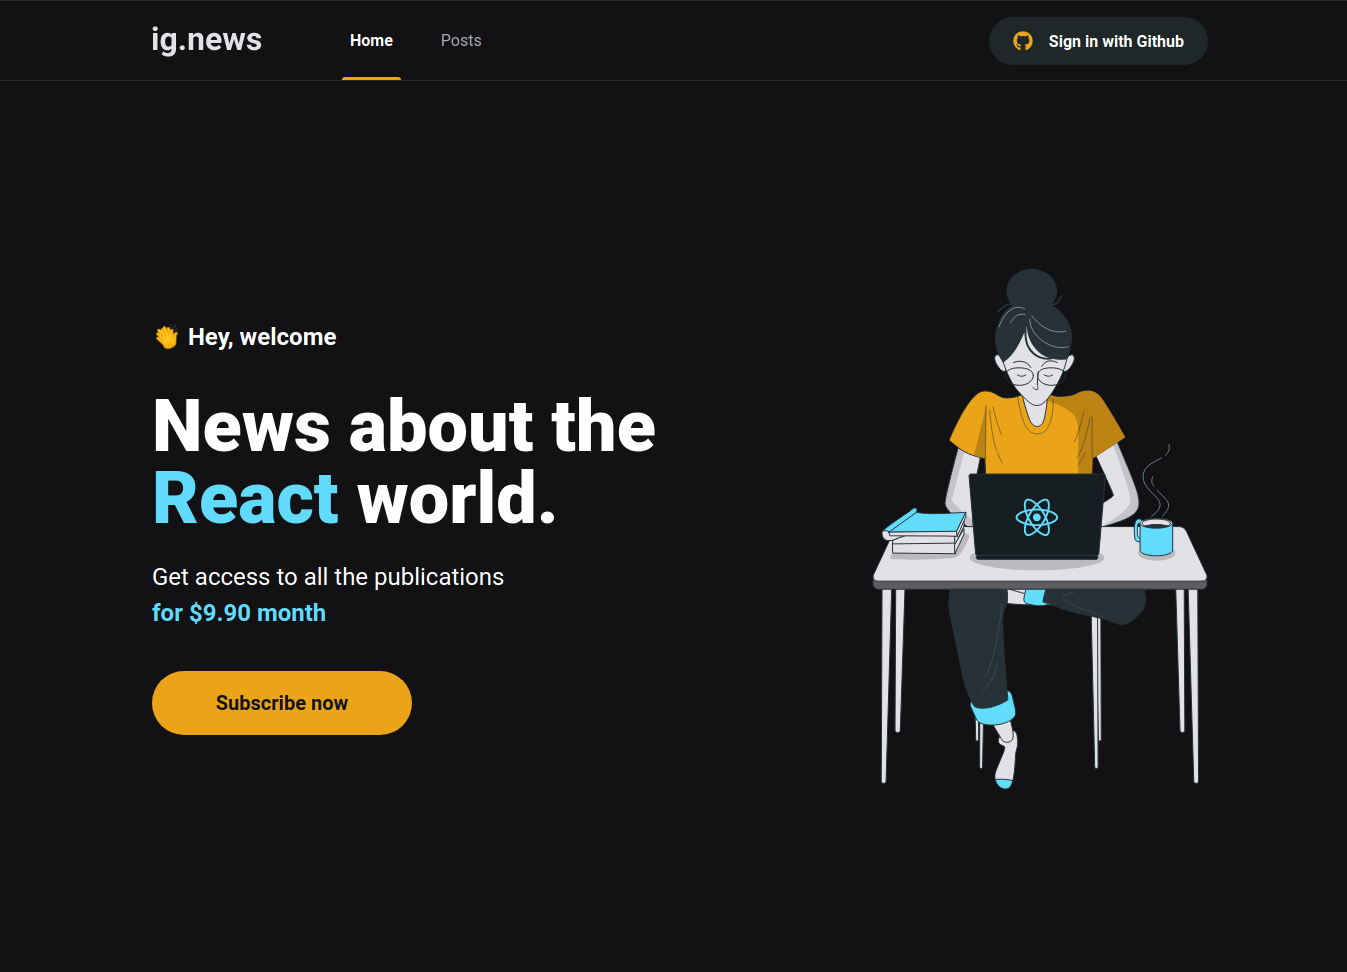 ig.news
Home
Posts
Sign in with Github
👏 Hey, welcome
News about the
React world.
Get access to all the publications
for $9.90 month
Subscribe now